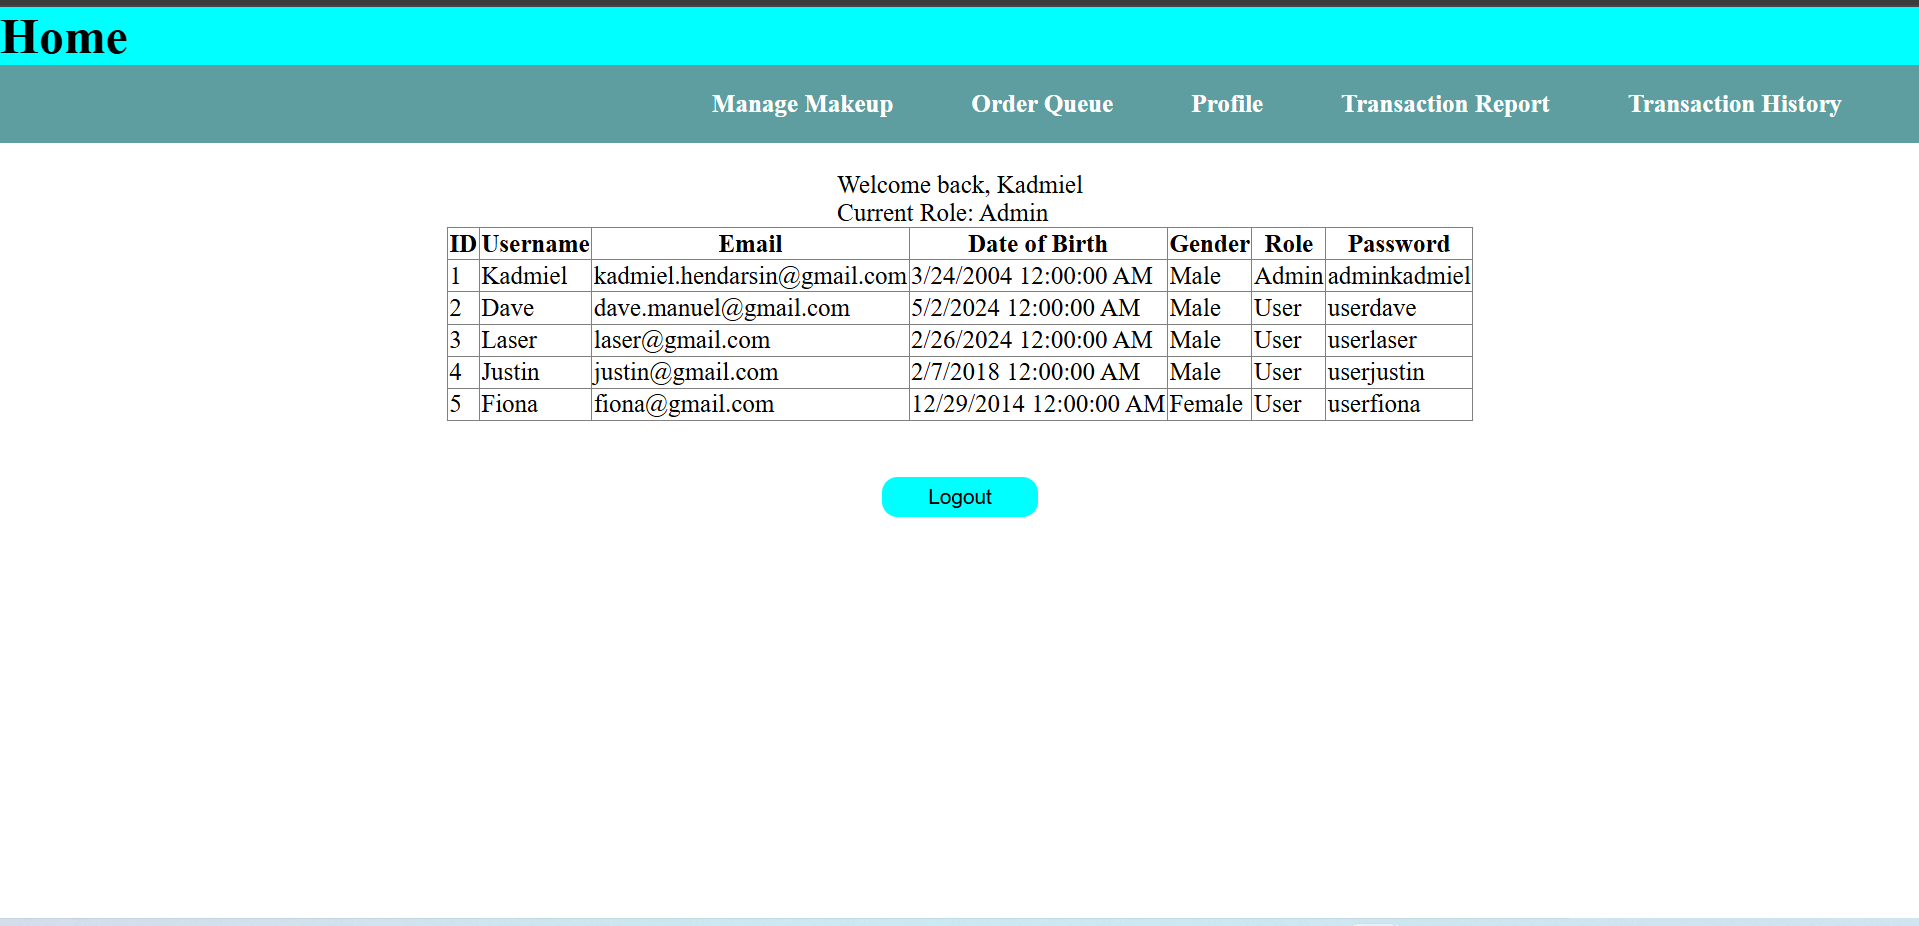 Home
Manage Makeup Order Queue Profile Transaction Report Transaction History
Welcome back, Kadmiel
Current Role: Admin
ID Username Email Date of Birth Gender Role Password
1 Kadmiel kadmiel.hendarsin@gmail.com 3/24/2004 12:00:00 AM Male Admin adminkadmiel
2 Dave dave.manuel@gmail.com 5/2/2024 12:00:00 AM Male User userdave
3 Laser laser@gmail.com 2/26/2024 12:00:00 AM Male User userlaser
4 Justin justin@gmail.com 2/7/2018 12:00:00 AM Male User userjustin
5 Fiona fiona@gmail.com 12/29/2014 12:00:00 AM Female User userfiona
Logout